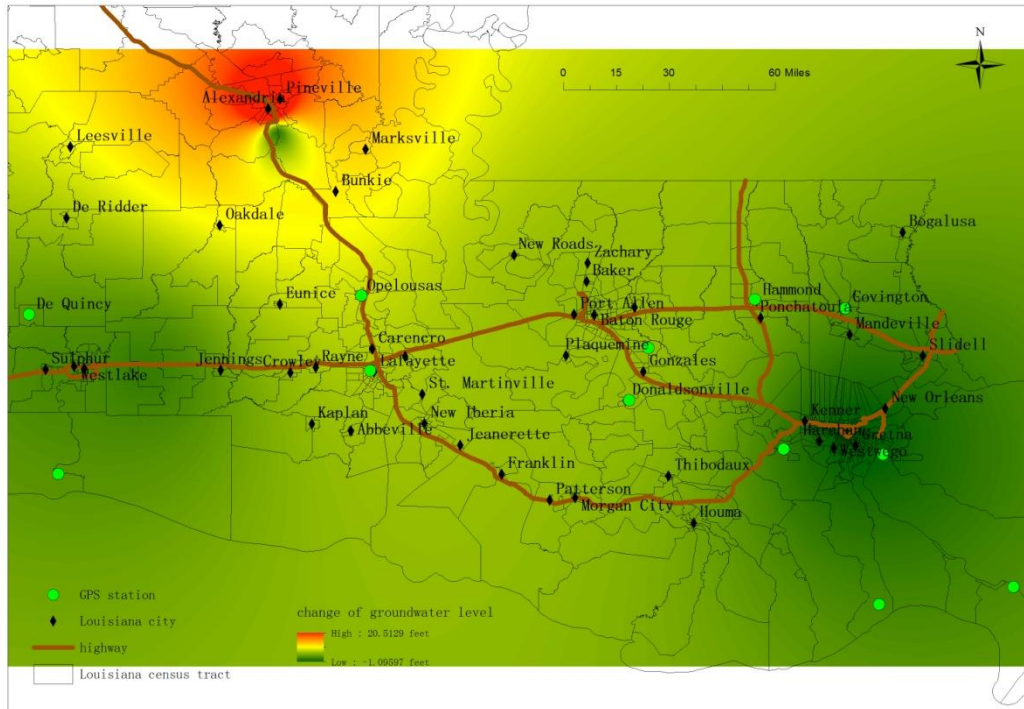 N
0 15 30 60 Miles
Pineville
Alexandri
Leesville
Marksville
Bunkie
De Ridder
Oakdale
Bogalusa
New Roads
Zachary
Baker
De Quincy
Eunice
Opelousas
Hammond
Covington
Port Allen
Ponchatoula
Baton Rouge
Mandeville
Carencro
Plaquemine
Slidell
Sulphur
Jennings
Crowley
Rayne
Lafayette
Gonzales
Westlake
St. Martinville
Donaldsonville
New Orleans
Kaplan
New Iberia
Kenner
Abbeville
Jeanerette
Harahan
Gretna
Westwego
Franklin
Thibodaux
Patterson
Morgan City
Houma
GPS station
Louisiana city
highway
Louisiana census tract
change of groundwater level
High : 20.5129 feet
Low : -1.09597 feet